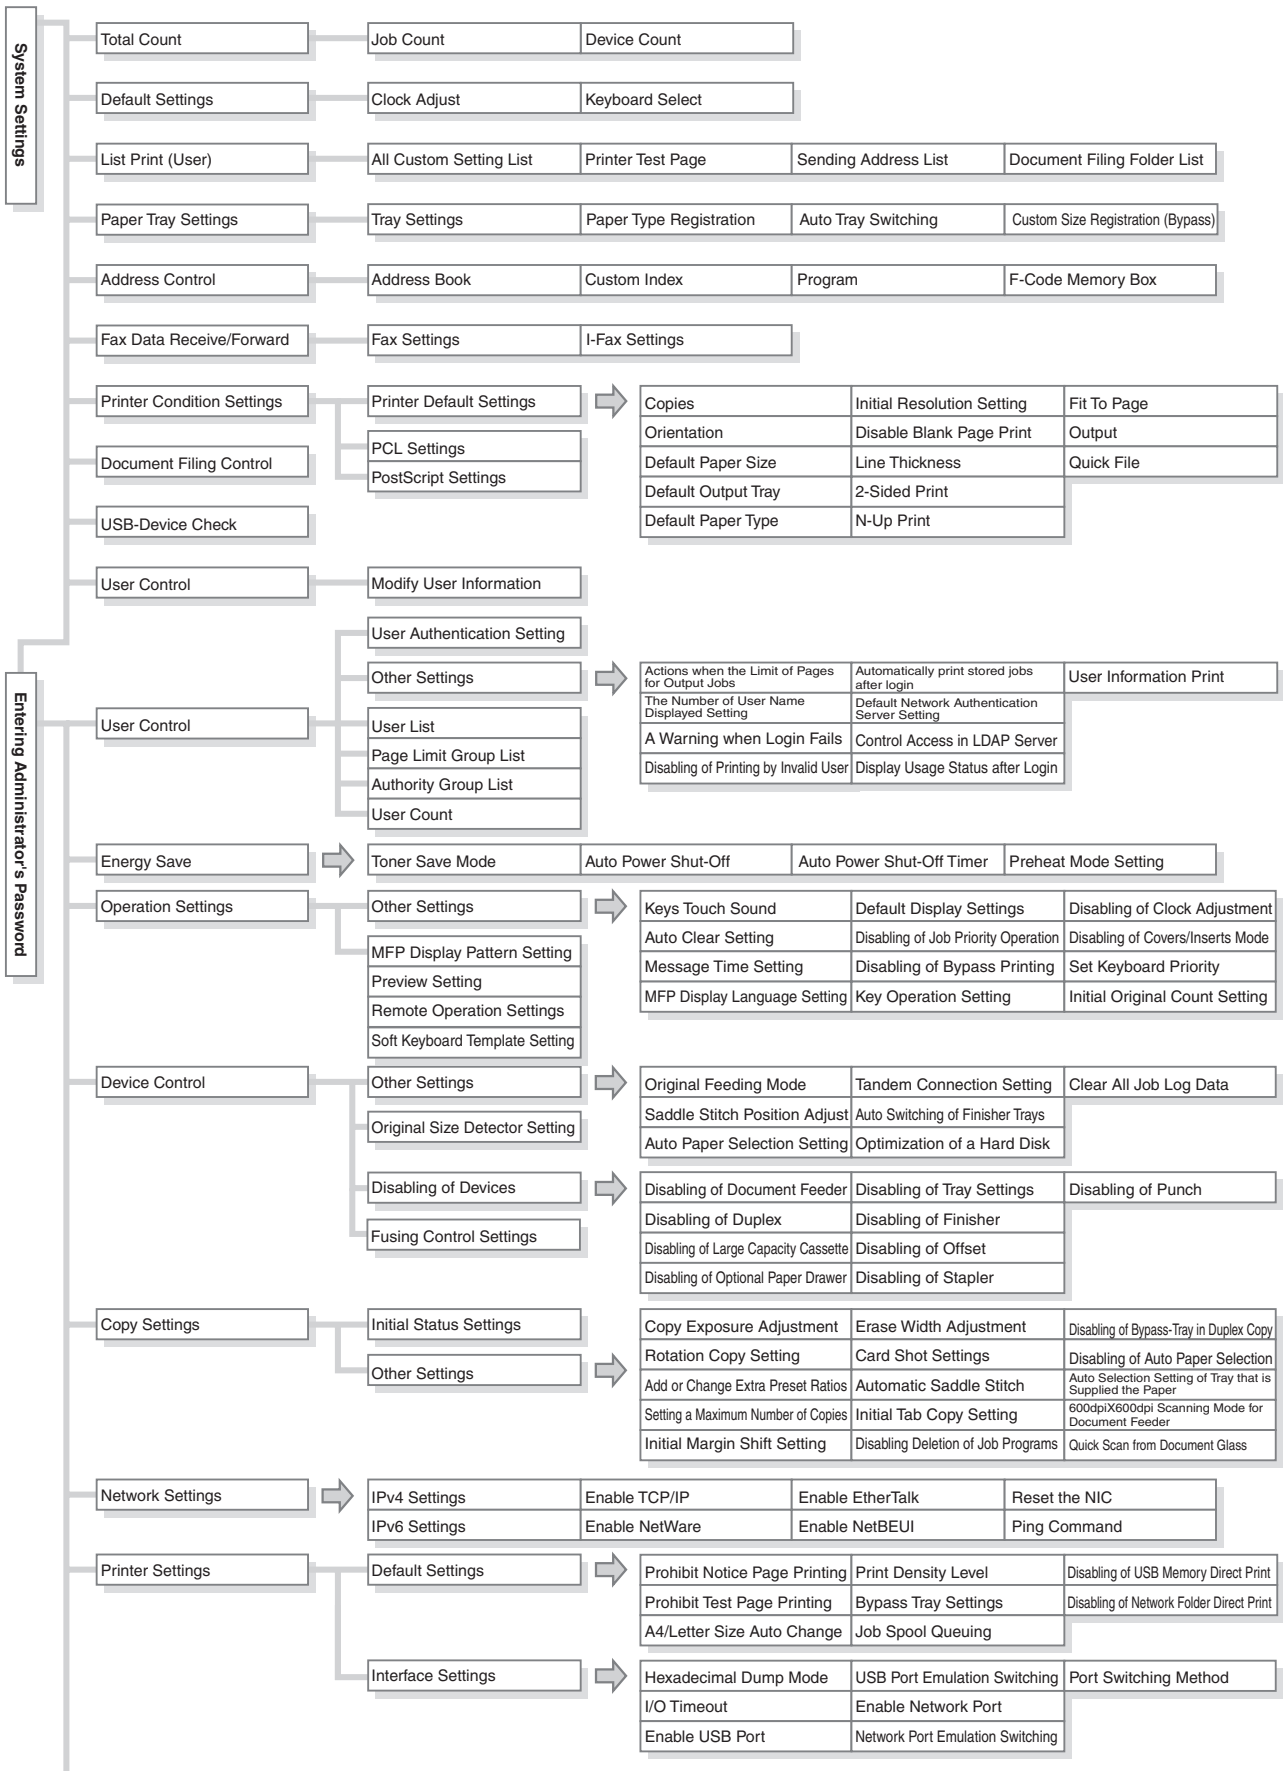 System Settings
Total Count
Job Count
Device Count
Default Settings
Clock Adjust
Keyboard Select
List Print (User)
All Custom Setting List
Printer Test Page
Sending Address List
Document Filing Folder List
Paper Tray Settings
Tray Settings
Paper Type Registration
Auto Tray Switching
Custom Size Registration (Bypass)
Address Control
Address Book
Custom Index
Program
F-Code Memory Box
Fax Data Receive/Forward
Fax Settings
I-Fax Settings
Printer Condition Settings
Printer Default Settings
PCL Settings
PostScript Settings
Copies
Initial Resolution Setting
Fit To Page
Orientation
Disable Blank Page Print
Output
Default Paper Size
Line Thickness
Quick File
Default Output Tray
2-Sided Print
Default Paper Type
N-Up Print
Document Filing Control
USB-Device Check
User Control
Modify User Information
Entering Administrator's Password
User Control
User Authentication Setting
Other Settings
User List
Page Limit Group List
Authority Group List
User Count
Actions when the Limit of Pages
for Output Jobs
Automatically print stored jobs
after login
User Information Print
The Number of User Name
Displayed Setting
Default Network Authentication
Server Setting
A Warning when Login Fails
Control Access in LDAP Server
Disabling of Printing by Invalid User
Display Usage Status after Login
Energy Save
Toner Save Mode
Auto Power Shut-Off
Auto Power Shut-Off Timer
Preheat Mode Setting
Operation Settings
Other Settings
MFP Display Pattern Setting
Preview Setting
Remote Operation Settings
Soft Keyboard Template Setting
Keys Touch Sound
Default Display Settings
Disabling of Clock Adjustment
Auto Clear Setting
Disabling of Job Priority Operation
Disabling of Covers/Inserts Mode
Message Time Setting
Disabling of Bypass Printing
Set Keyboard Priority
MFP Display Language Setting
Key Operation Setting
Initial Original Count Setting
Device Control
Other Settings
Original Size Detector Setting
Disabling of Devices
Fusing Control Settings
Original Feeding Mode
Tandem Connection Setting
Clear All Job Log Data
Saddle Stitch Position Adjust
Auto Switching of Finisher Trays
Auto Paper Selection Setting
Optimization of a Hard Disk
Disabling of Document Feeder
Disabling of Tray Settings
Disabling of Punch
Disabling of Duplex
Disabling of Finisher
Disabling of Large Capacity Cassette
Disabling of Offset
Disabling of Optional Paper Drawer
Disabling of Stapler
Copy Settings
Initial Status Settings
Other Settings
Copy Exposure Adjustment
Erase Width Adjustment
Disabling of Bypass-Tray in Duplex Copy
Rotation Copy Setting
Card Shot Settings
Disabling of Auto Paper Selection
Add or Change Extra Preset Ratios
Automatic Saddle Stitch
Auto Selection Setting of Tray that is
Supplied the Paper
Setting a Maximum Number of Copies
Initial Tab Copy Setting
600dpiX600dpi Scanning Mode for
Document Feeder
Initial Margin Shift Setting
Disabling Deletion of Job Programs
Quick Scan from Document Glass
Network Settings
IPv4 Settings
Enable TCP/IP
Enable EtherTalk
Reset the NIC
IPv6 Settings
Enable NetWare
Enable NetBEUI
Ping Command
Printer Settings
Default Settings
Interface Settings
Prohibit Notice Page Printing
Print Density Level
Disabling of USB Memory Direct Print
Prohibit Test Page Printing
Bypass Tray Settings
Disabling of Network Folder Direct Print
A4/Letter Size Auto Change
Job Spool Queuing
Hexadecimal Dump Mode
USB Port Emulation Switching
Port Switching Method
I/O Timeout
Enable Network Port
Enable USB Port
Network Port Emulation Switching